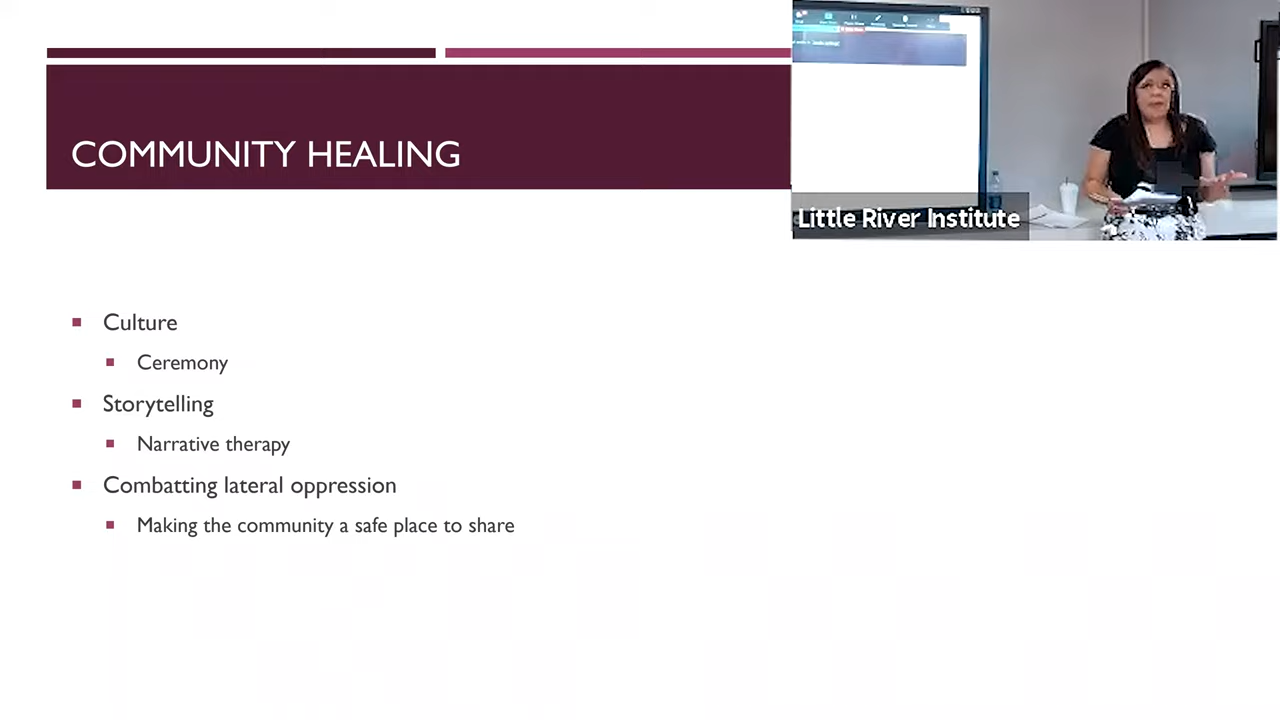 COMMUNITY HEALING
Little River Institute
Culture
Ceremony
Storytelling
Narrative therapy
Combatting lateral oppression
Making the community a safe place to share